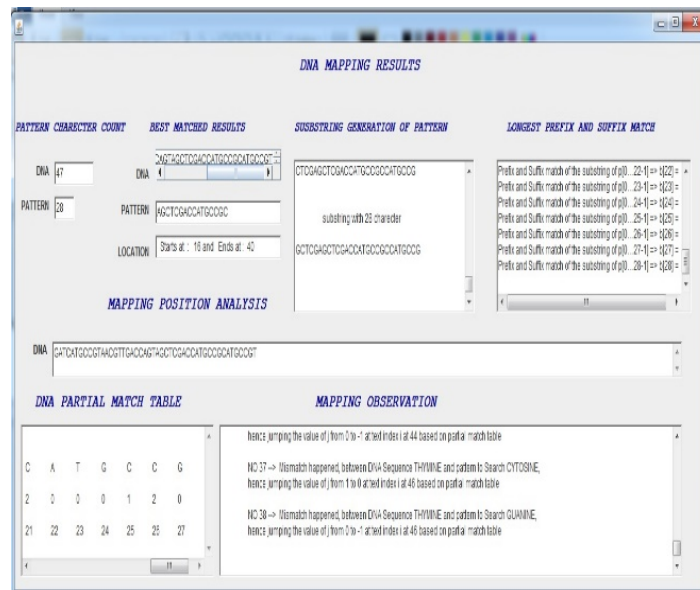 DNA MAPPING RESULTS
PATTERN CHARECTER COUNT
BEST MATCHED RESULTS
SUSBSTRING GENERATION OF PATTERN
LONGEST PREFIX AND SUFFIX MATCH
DNA 47
PATTERN 28
DNA CAGTAGCTCGACCATGCCGCATGCCGT
PATTERN AGCTCGACCATGCCGC
LOCATION Starts at : 16 and Ends at: 40
CTCGAGCTCGACCATGCCGCCATGCCG
substring with 28 charecter
GCTCGAGCTCGACCATGCCGCCATGCCG
Prefix and Suffix match of the substring of p[0...22-1] => b[22] =
Prefix and Suffix match of the substring of p[0...23-1] => b[23] =
Prefix and Suffix match of the substring of p[0...24-1] => b[24] =
Prefix and Suffix match of the substring of p[0...25-1] => b[25] =
Prefix and Suffix match of the substring of p[0...26-1] => b[26] =
Prefix and Suffix match of the substring of p[0...27-1] => b[27] =
Prefix and Suffix match of the substring of p[0...28-1] => b[28] =
MAPPING POSITION ANALYSIS
DNA GATCATGCCGTAACGTTGACCAGTAGCTCGACCATGCCGCATGCCGT
DNA PARTIAL MATCH TABLE
C A T G C C G
2 0 0 0 1 2 0
21 22 23 24 25 26 27
MAPPING OBSERVATION
hence jumping the value of j from 0 to -1 at text index i at 44 based on partial match table
NO 37 --> Mismatch happened, between DNA Sequence THYMINE and pattern to Search CYTOSINE,
hence jumping the value of j from 1 to 0 at text index i at 46 based on partial match table
NO 38 --> Mismatch happened, between DNA Sequence THYMINE and pattern to Search GUANINE,
hence jumping the value of j from 0 to -1 at text index i at 46 based on partial match table